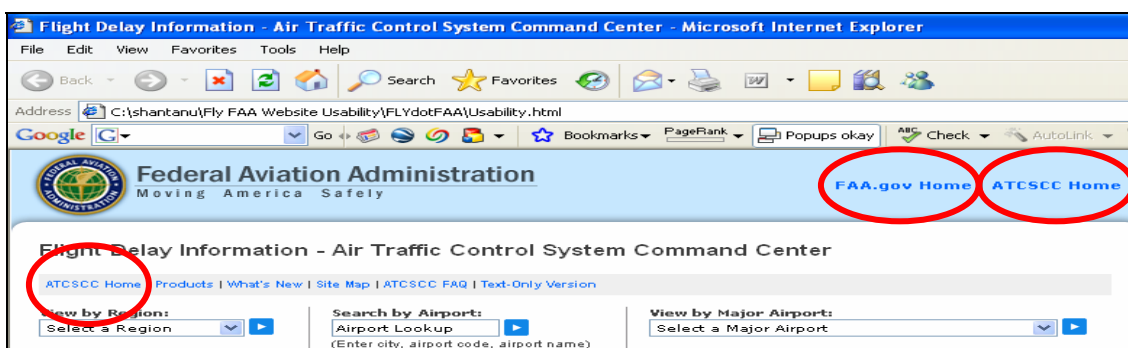 Flight Delay Information - Air Traffic Control System Command Center - Microsoft Internet Explorer
File Edit View Favorites Tools Help
Back Search Favorites W
Address C:\shantanu\Fly FAA Website Usability\FLYdotFAA\Usability.html
Google G Go Bookmarks PageRank Popups okay ABC Check AutoLink
FEDERAL AVIATION ADMINISTRATION
Federal Aviation Administration
Moving America Safely
FAA.gov Home ATCSCC Home
Flight Delay Information - Air Traffic Control System Command Center
ATCSCC Home Products | What's New | Site Map | ATCSCC FAQ | Text-Only Version
View by Region: Search by Airport: View by Major Airport:
Select a Region Airport Lookup Select a Major Airport
(Enter city, airport code, airport name)